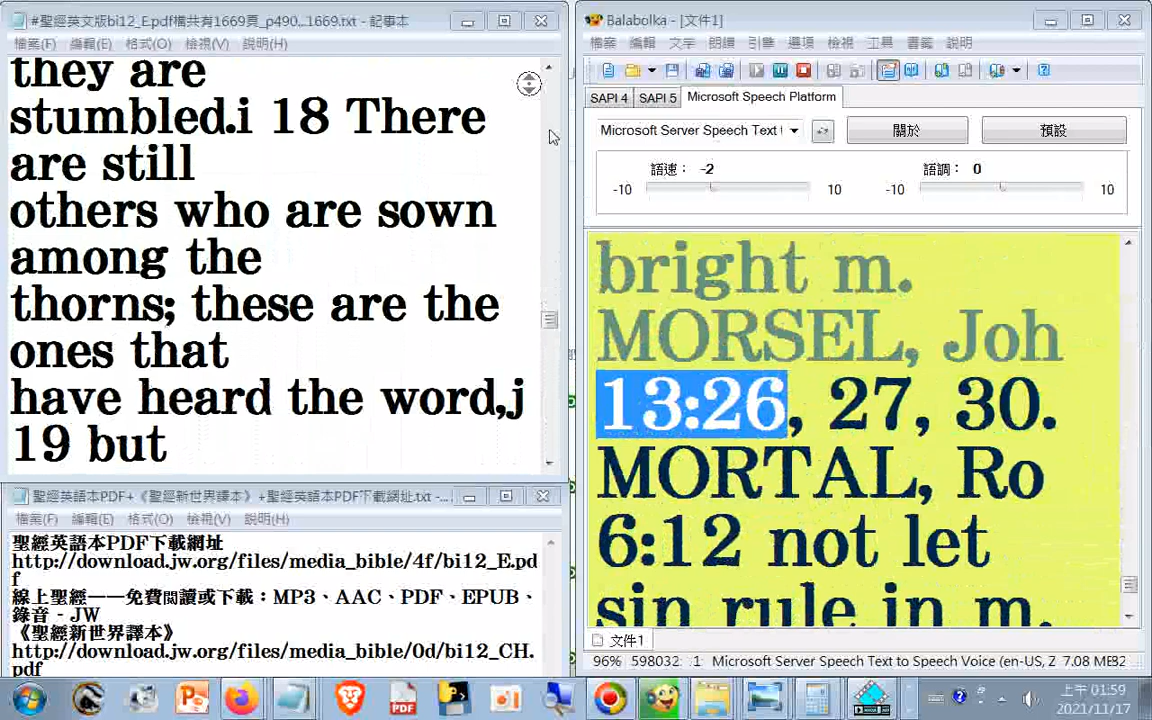 #聖經英文版bi12_E.pdf檔共有1669頁_p490,..1669.txt - 記事本
檔案(F) 編輯(E) 格式(O) 檢視(V) 說明(H)
they are
stumbled.i 18 There
are still
others who are sown
among the
thorns; these are the
ones that
have heard the word,j
19 but
聖經英語本PDF+《聖經新世界譯本》+聖經英語本PDF下載網址.txt -...
檔案(F) 編輯(E) 格式(O) 檢視(V) 說明(H)
聖經英語本PDF下載網址
http://download.jw.org/files/media_bible/4f/bi12_E.pd
f
線上聖經——免費閱讀或下載：MP3、AAC、PDF、EPUB、
錄音 - JW
《聖經新世界譯本》
http://download.jw.org/files/media_bible/0d/bi12_CH.
pdf
Balabolka - [文件1]
檔案 編輯 文字 朗讀 引擎 選項 檢視 工具 書籤 說明
SAPI 4 SAPI 5 Microsoft Speech Platform
Microsoft Server Speech Text
關於 預設
語速： -2 語調： 0
-10 10 -10 10
bright m.
MORSEL, Joh
13:26, 27, 30.
MORTAL, Ro
6:12 not let
sin rule in m.
文件1
96% 598032: 1 Microsoft Server Speech Text to Speech Voice (en-US, Z 7.08 MB
PDF
上午 01:59
2021/11/17